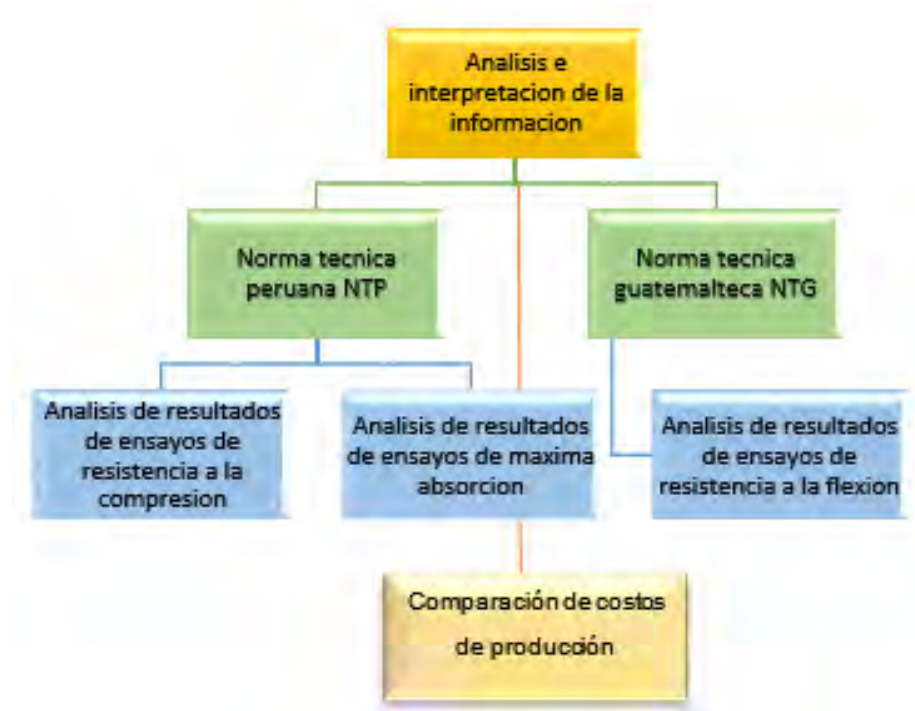 Analisis e
interpretacion de la
informacion
Norma tecnica
peruana NTP
Norma tecnica
guatemalteca NTG
Analisis de resultados
de ensayos de
resistencia a la
compresion
Analisis de resultados
de ensayos de maxima
absorcion
Analisis de resultados
de ensayos de
resistencia a la flexion
Comparación de costos
de producción